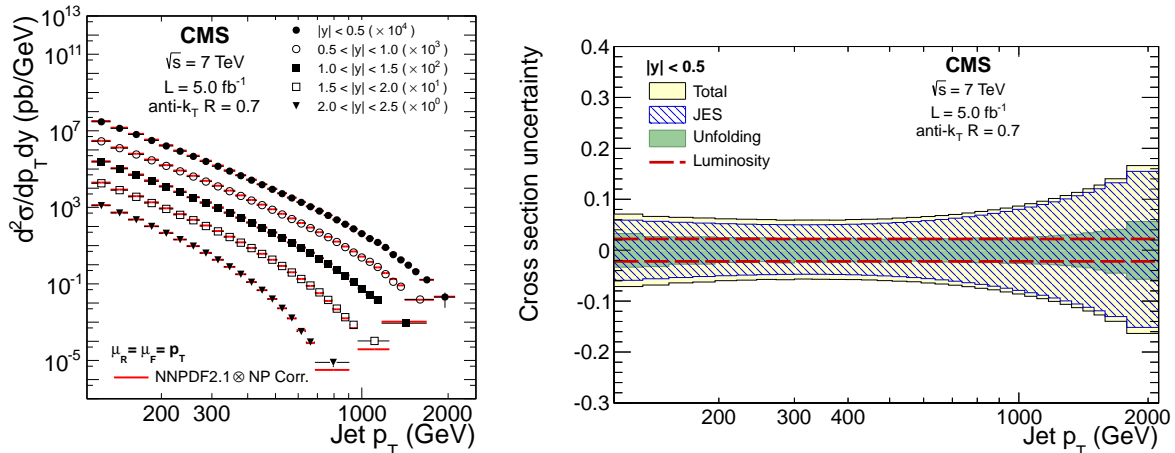 d²σ/dp_T dy (pb/GeV)
10¹³
10¹¹
10⁷
10³
10⁻¹
10⁻⁵
CMS
√s = 7 TeV
L = 5.0 fb⁻¹
anti-k_T R = 0.7
|y| < 0.5 (× 10⁴)
0.5 < |y| < 1.0 (× 10³)
1.0 < |y| < 1.5 (× 10²)
1.5 < |y| < 2.0 (× 10¹)
2.0 < |y| < 2.5 (× 10⁰)
μ_R = μ_F = p_T
NNPDF2.1 ⊗ NP Corr.
200 300 1000 2000
Jet p_T (GeV)
Cross section uncertainty
0.4
0.3
0.2
0.1
0
-0.1
-0.2
-0.3
|y| < 0.5
Total
JES
Unfolding
Luminosity
CMS
√s = 7 TeV
L = 5.0 fb⁻¹
anti-k_T R = 0.7
200 300 400 1000 2000
Jet p_T (GeV)